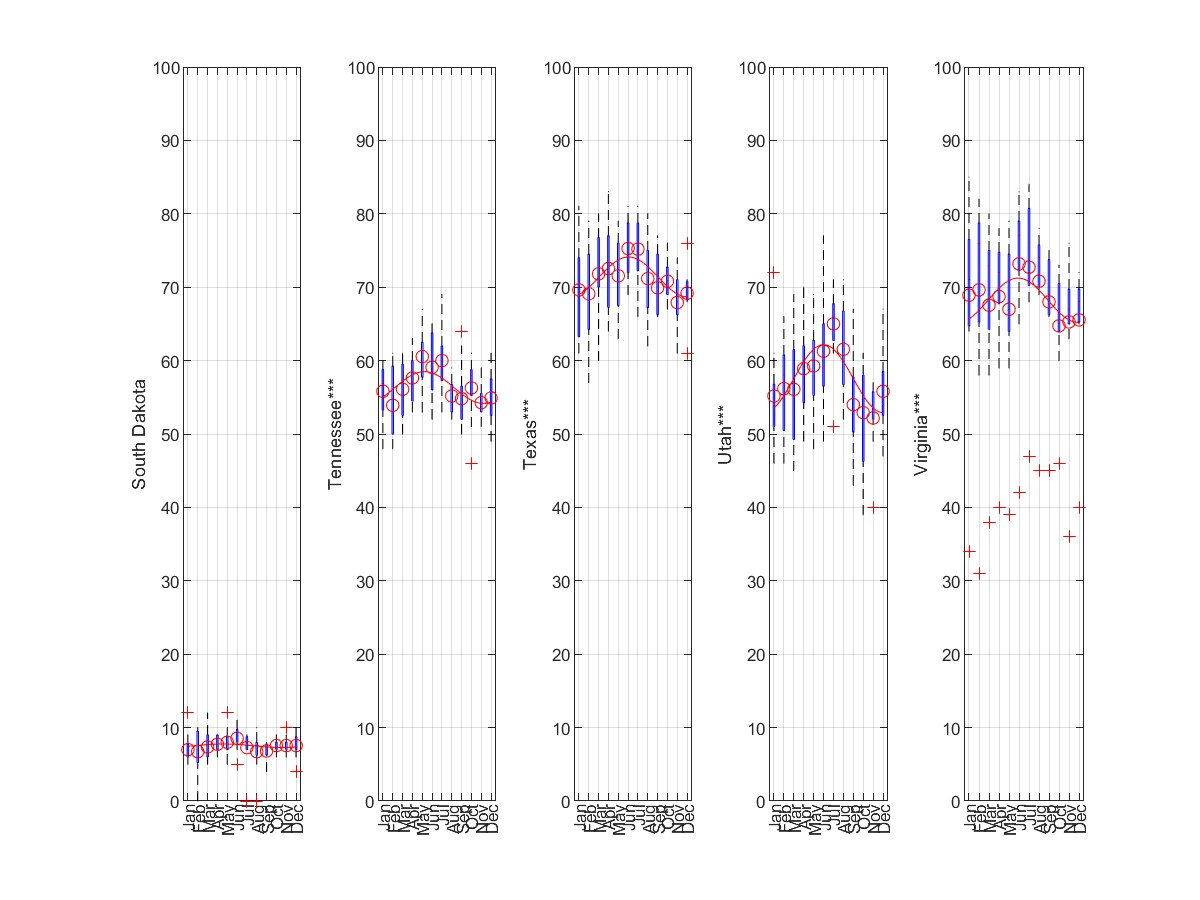 South Dakota
100
90
80
70
60
50
40
30
20
10
0
Jan
Feb
Mar
Apr
May
Jun
Jul
Aug
Sep
Oct
Nov
Dec
Tennessee***
100
90
80
70
60
50
40
30
20
10
0
Jan
Feb
Mar
Apr
May
Jun
Jul
Aug
Sep
Oct
Nov
Dec
Texas***
100
90
80
70
60
50
40
30
20
10
0
Jan
Feb
Mar
Apr
May
Jun
Jul
Aug
Sep
Oct
Nov
Dec
Utah***
100
90
80
70
60
50
40
30
20
10
0
Jan
Feb
Mar
Apr
May
Jun
Jul
Aug
Sep
Oct
Nov
Dec
Virginia***
100
90
80
70
60
50
40
30
20
10
0
Jan
Feb
Mar
Apr
May
Jun
Jul
Aug
Sep
Oct
Nov
Dec